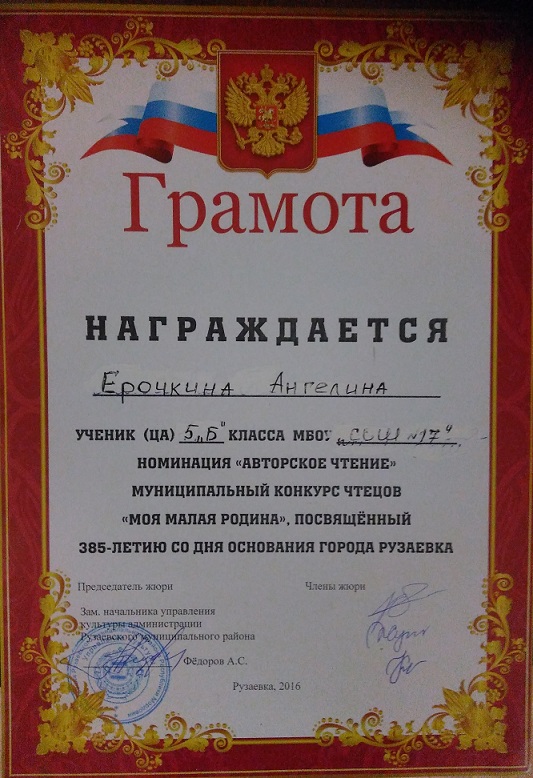 Грамота
НАГРАЖДАЕТСЯ
Ерочкина Ангелина
УЧЕНИК (ЦА) 5„Б" КЛАССА МБОУ „СОШ №17"
НОМИНАЦИЯ «АВТОРСКОЕ ЧТЕНИЕ»
МУНИЦИПАЛЬНЫЙ КОНКУРС ЧТЕЦОВ
«МОЯ МАЛАЯ РОДИНА», ПОСВЯЩЁННЫЙ
385-ЛЕТИЮ СО ДНЯ ОСНОВАНИЯ ГОРОДА РУЗАЕВКА
Председатель жюри Члены жюри
Зам. начальника управления
культуры администрации
Рузаевского муниципального района
Фёдоров А.С.
Рузаевка, 2016